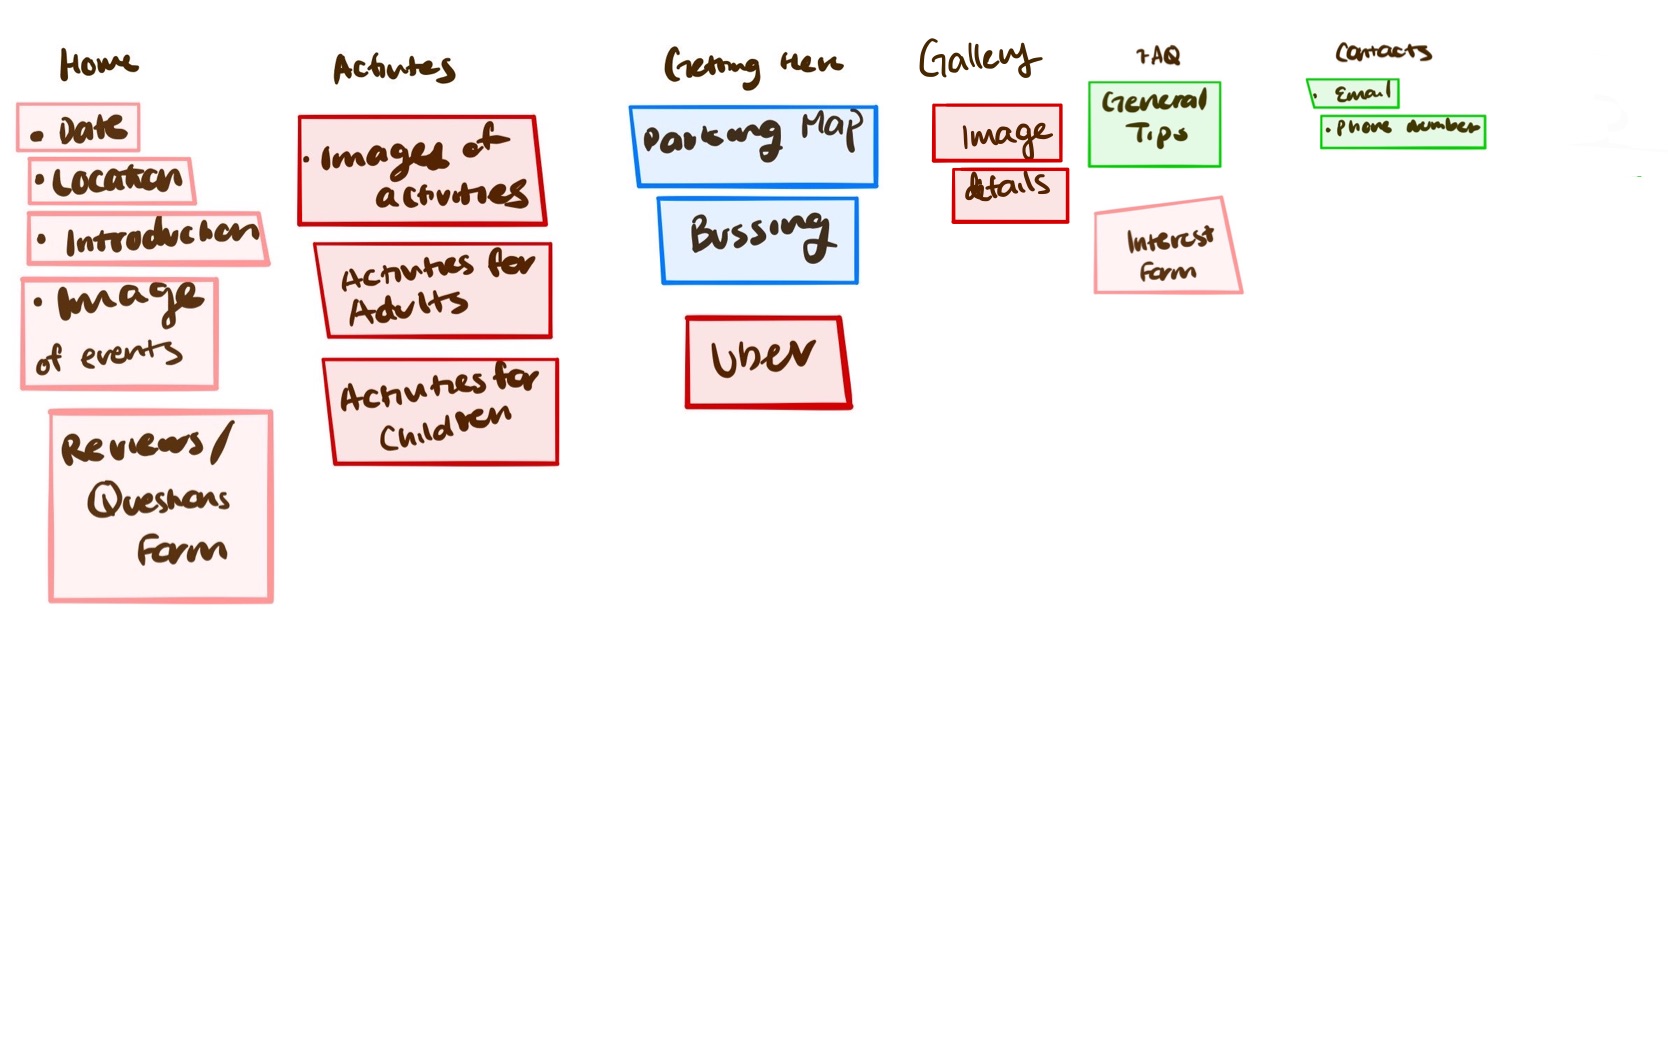 Home
• Date
• Location
• Introduction
• Image
of events
Reviews/
Questions
Form
Activites
• Images of
activities
Activities for
Adults
Activities for
Children
Getting Here
Parking Map
Bussing
Uber
Gallery
Image
details
FAQ
General
Tips
Interest
Form
Contacts
• Email
• Phone number